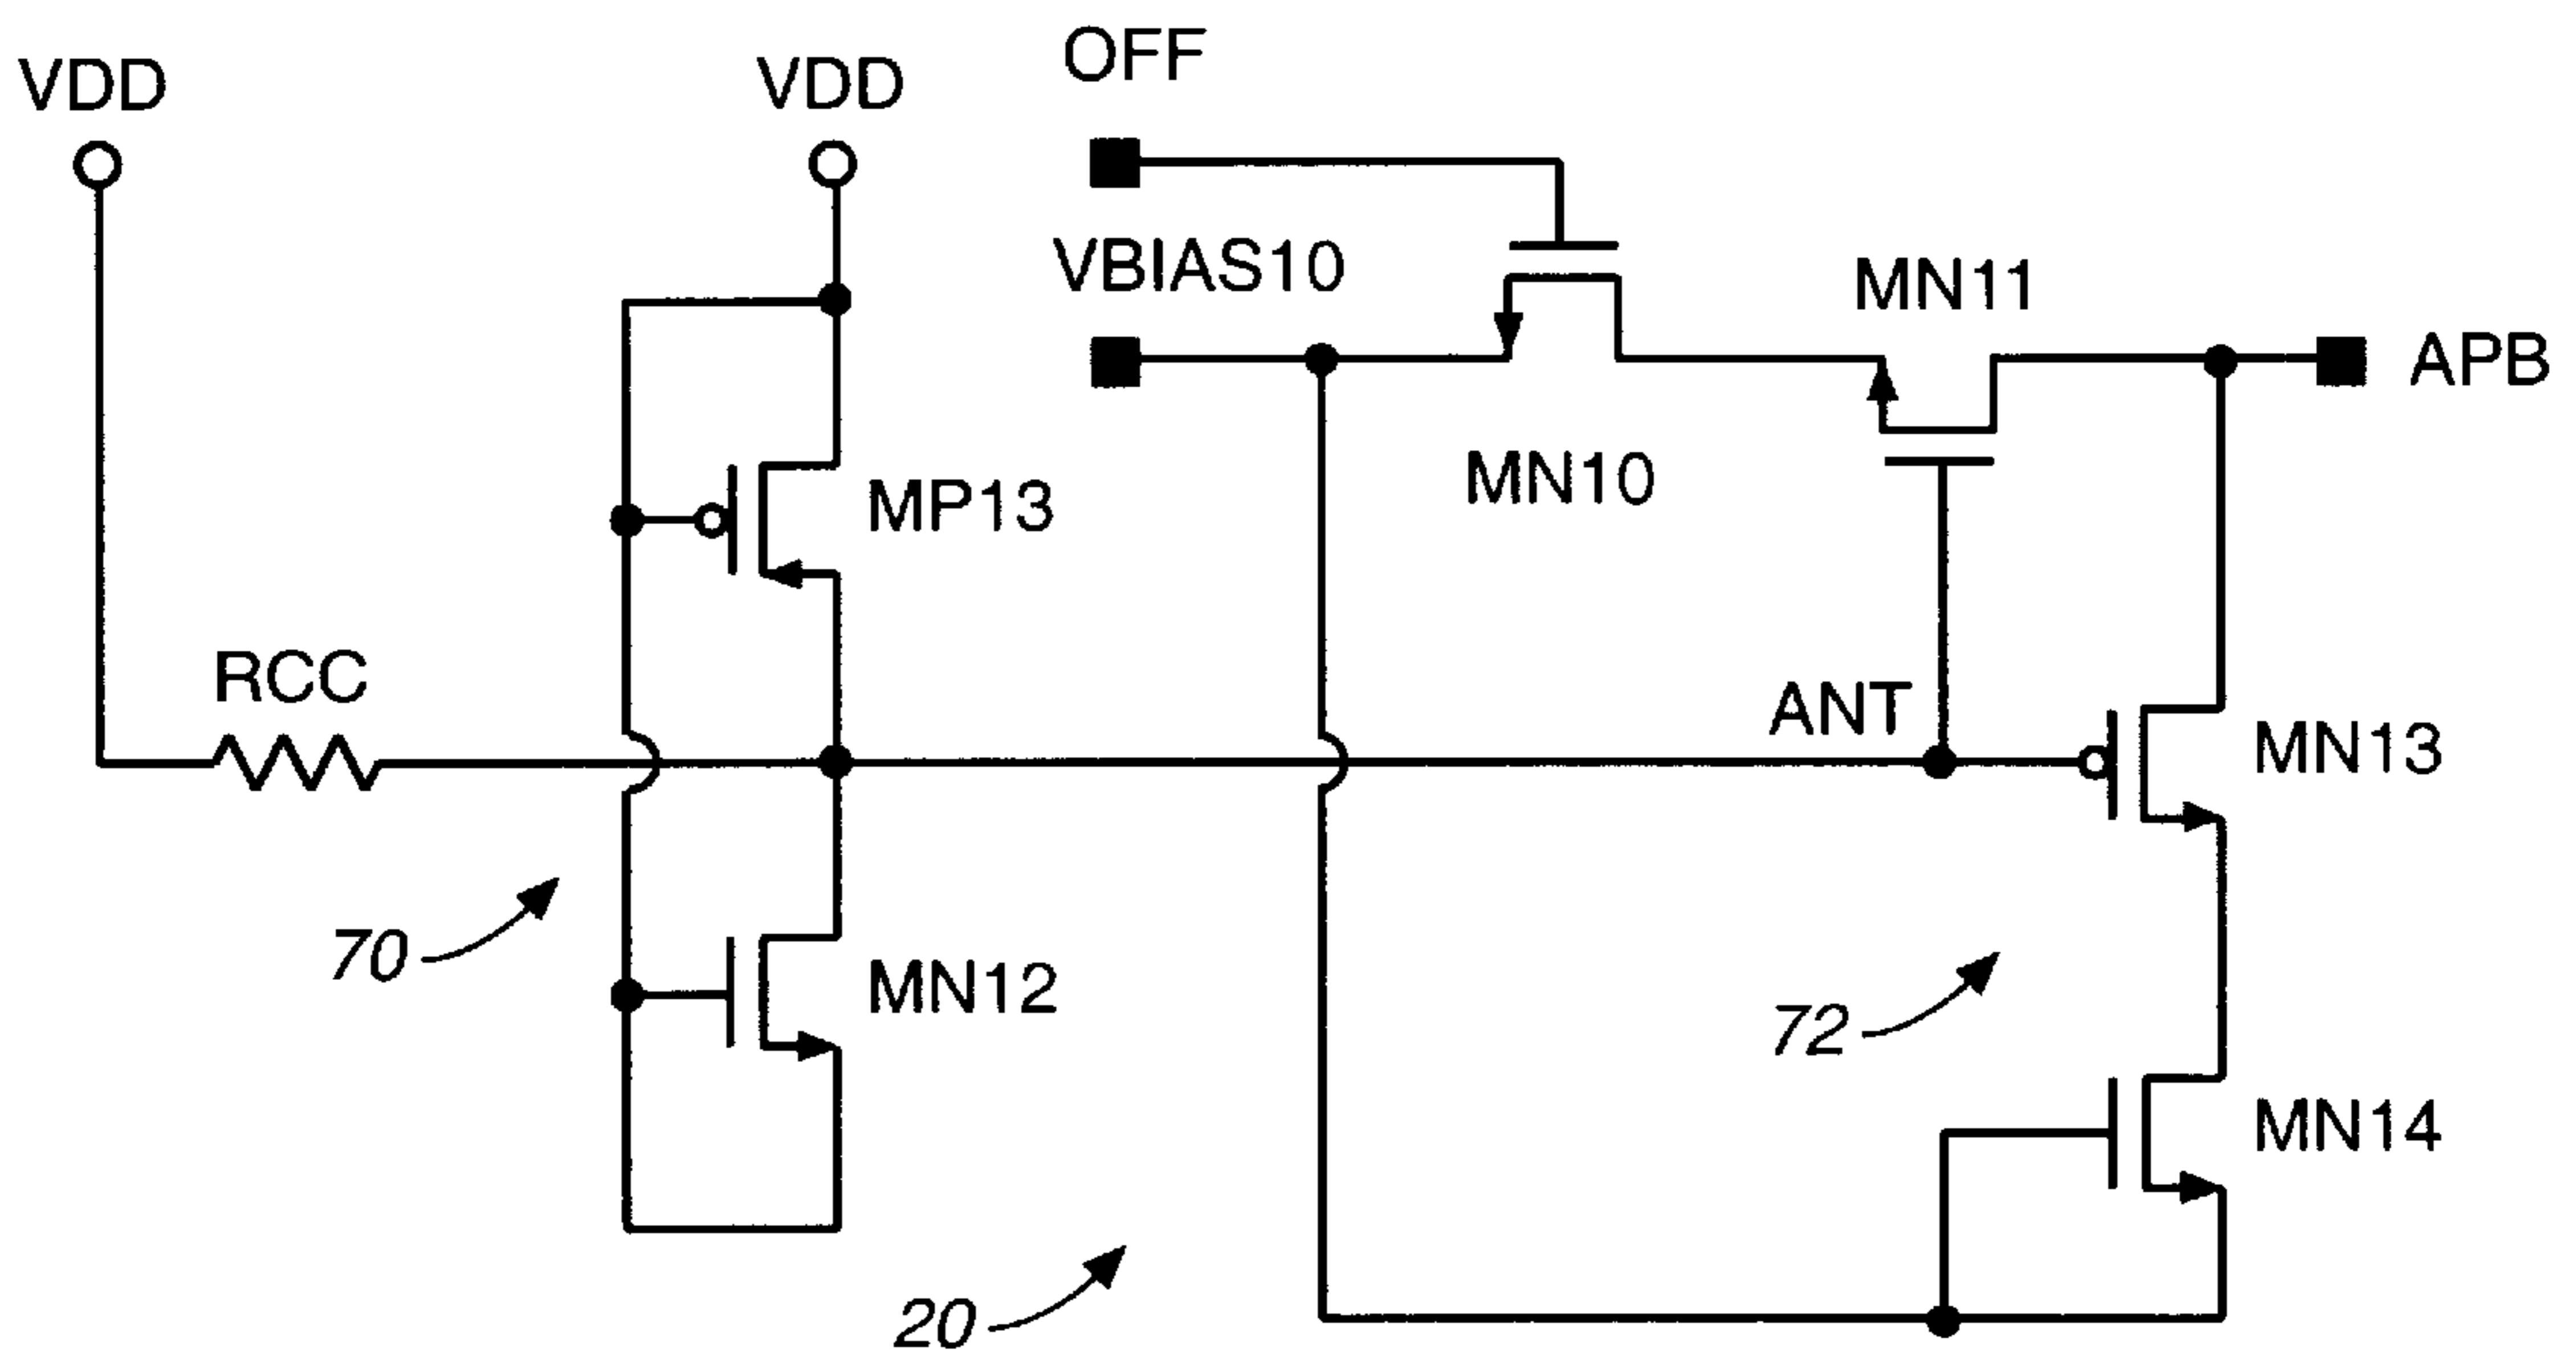 VDD
VDD
OFF
VBIAS10
MN11
APB
MP13
MN10
RCC
ANT
MN13
70
MN12
72
MN14
20